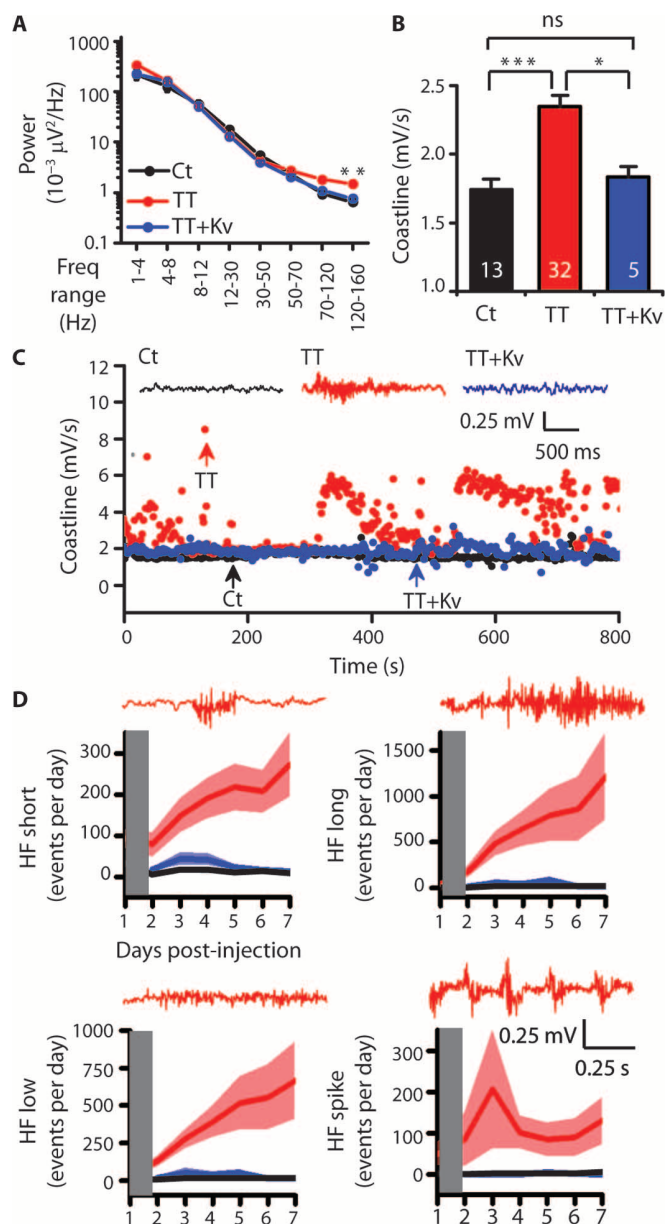 A
1000
100
10
1
0.1
Power
(10⁻³ μV²/Hz)
Ct
TT
TT+Kv
* *
Freq
range
(Hz)
1-4
4-8
8-12
12-30
30-50
50-70
70-120
120-160
B
ns
***
*
2.5
2.0
1.5
1.0
Coastline (mV/s)
13
32
5
Ct
TT
TT+Kv
C
Ct
TT
TT+Kv
12
10
8
6
4
2
0
Coastline (mV/s)
0.25 mV
500 ms
TT
Ct
TT+Kv
0
200
400
600
800
Time (s)
D
HF short
(events per day)
300
200
100
0
1 2 3 4 5 6 7
Days post-injection
HF long
(events per day)
1500
1000
500
0
1 2 3 4 5 6 7
HF low
(events per day)
1000
750
500
250
0
1 2 3 4 5 6 7
HF spike
(events per day)
300
200
100
0
0.25 mV
0.25 s
1 2 3 4 5 6 7